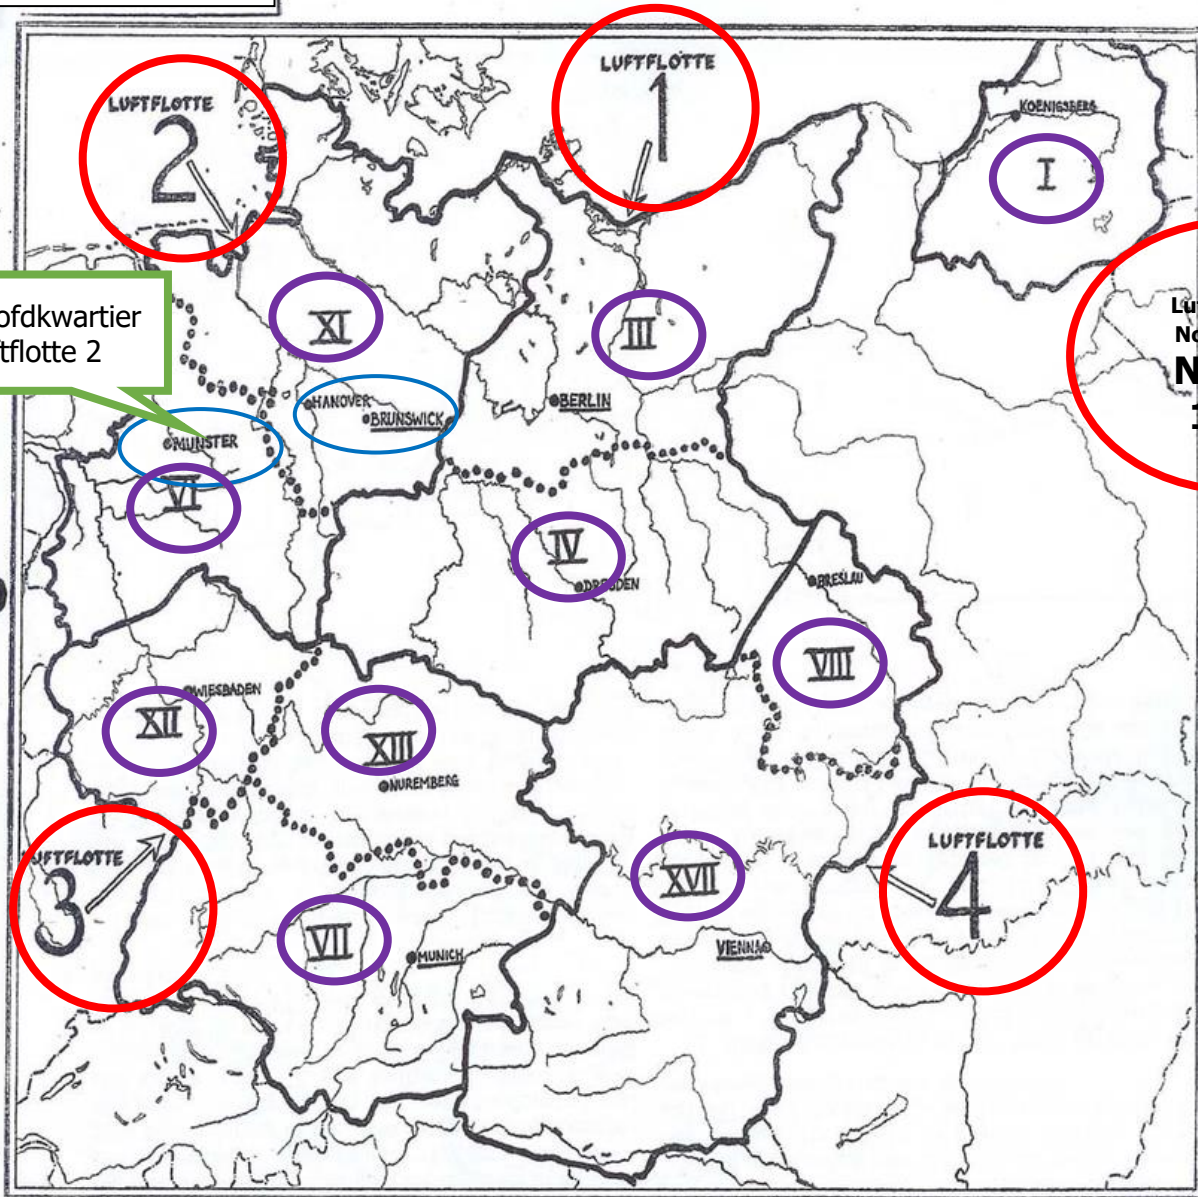 LUFTFLOTTE
1
LUFTFLOTTE
2
KOENIGSBERG
I
XI
III
ofdkwartier
tflotte 2
HANOVER
BRUNSWICK
BERLIN
MUNSTER
VI
IV
DRESDEN
BRESLAU
VIII
WIESBADEN
XII
XIII
NUREMBERG
LUFTFLOTTE
3
LUFTFLOTTE
4
XVII
VII
MUNICH
VIENNA